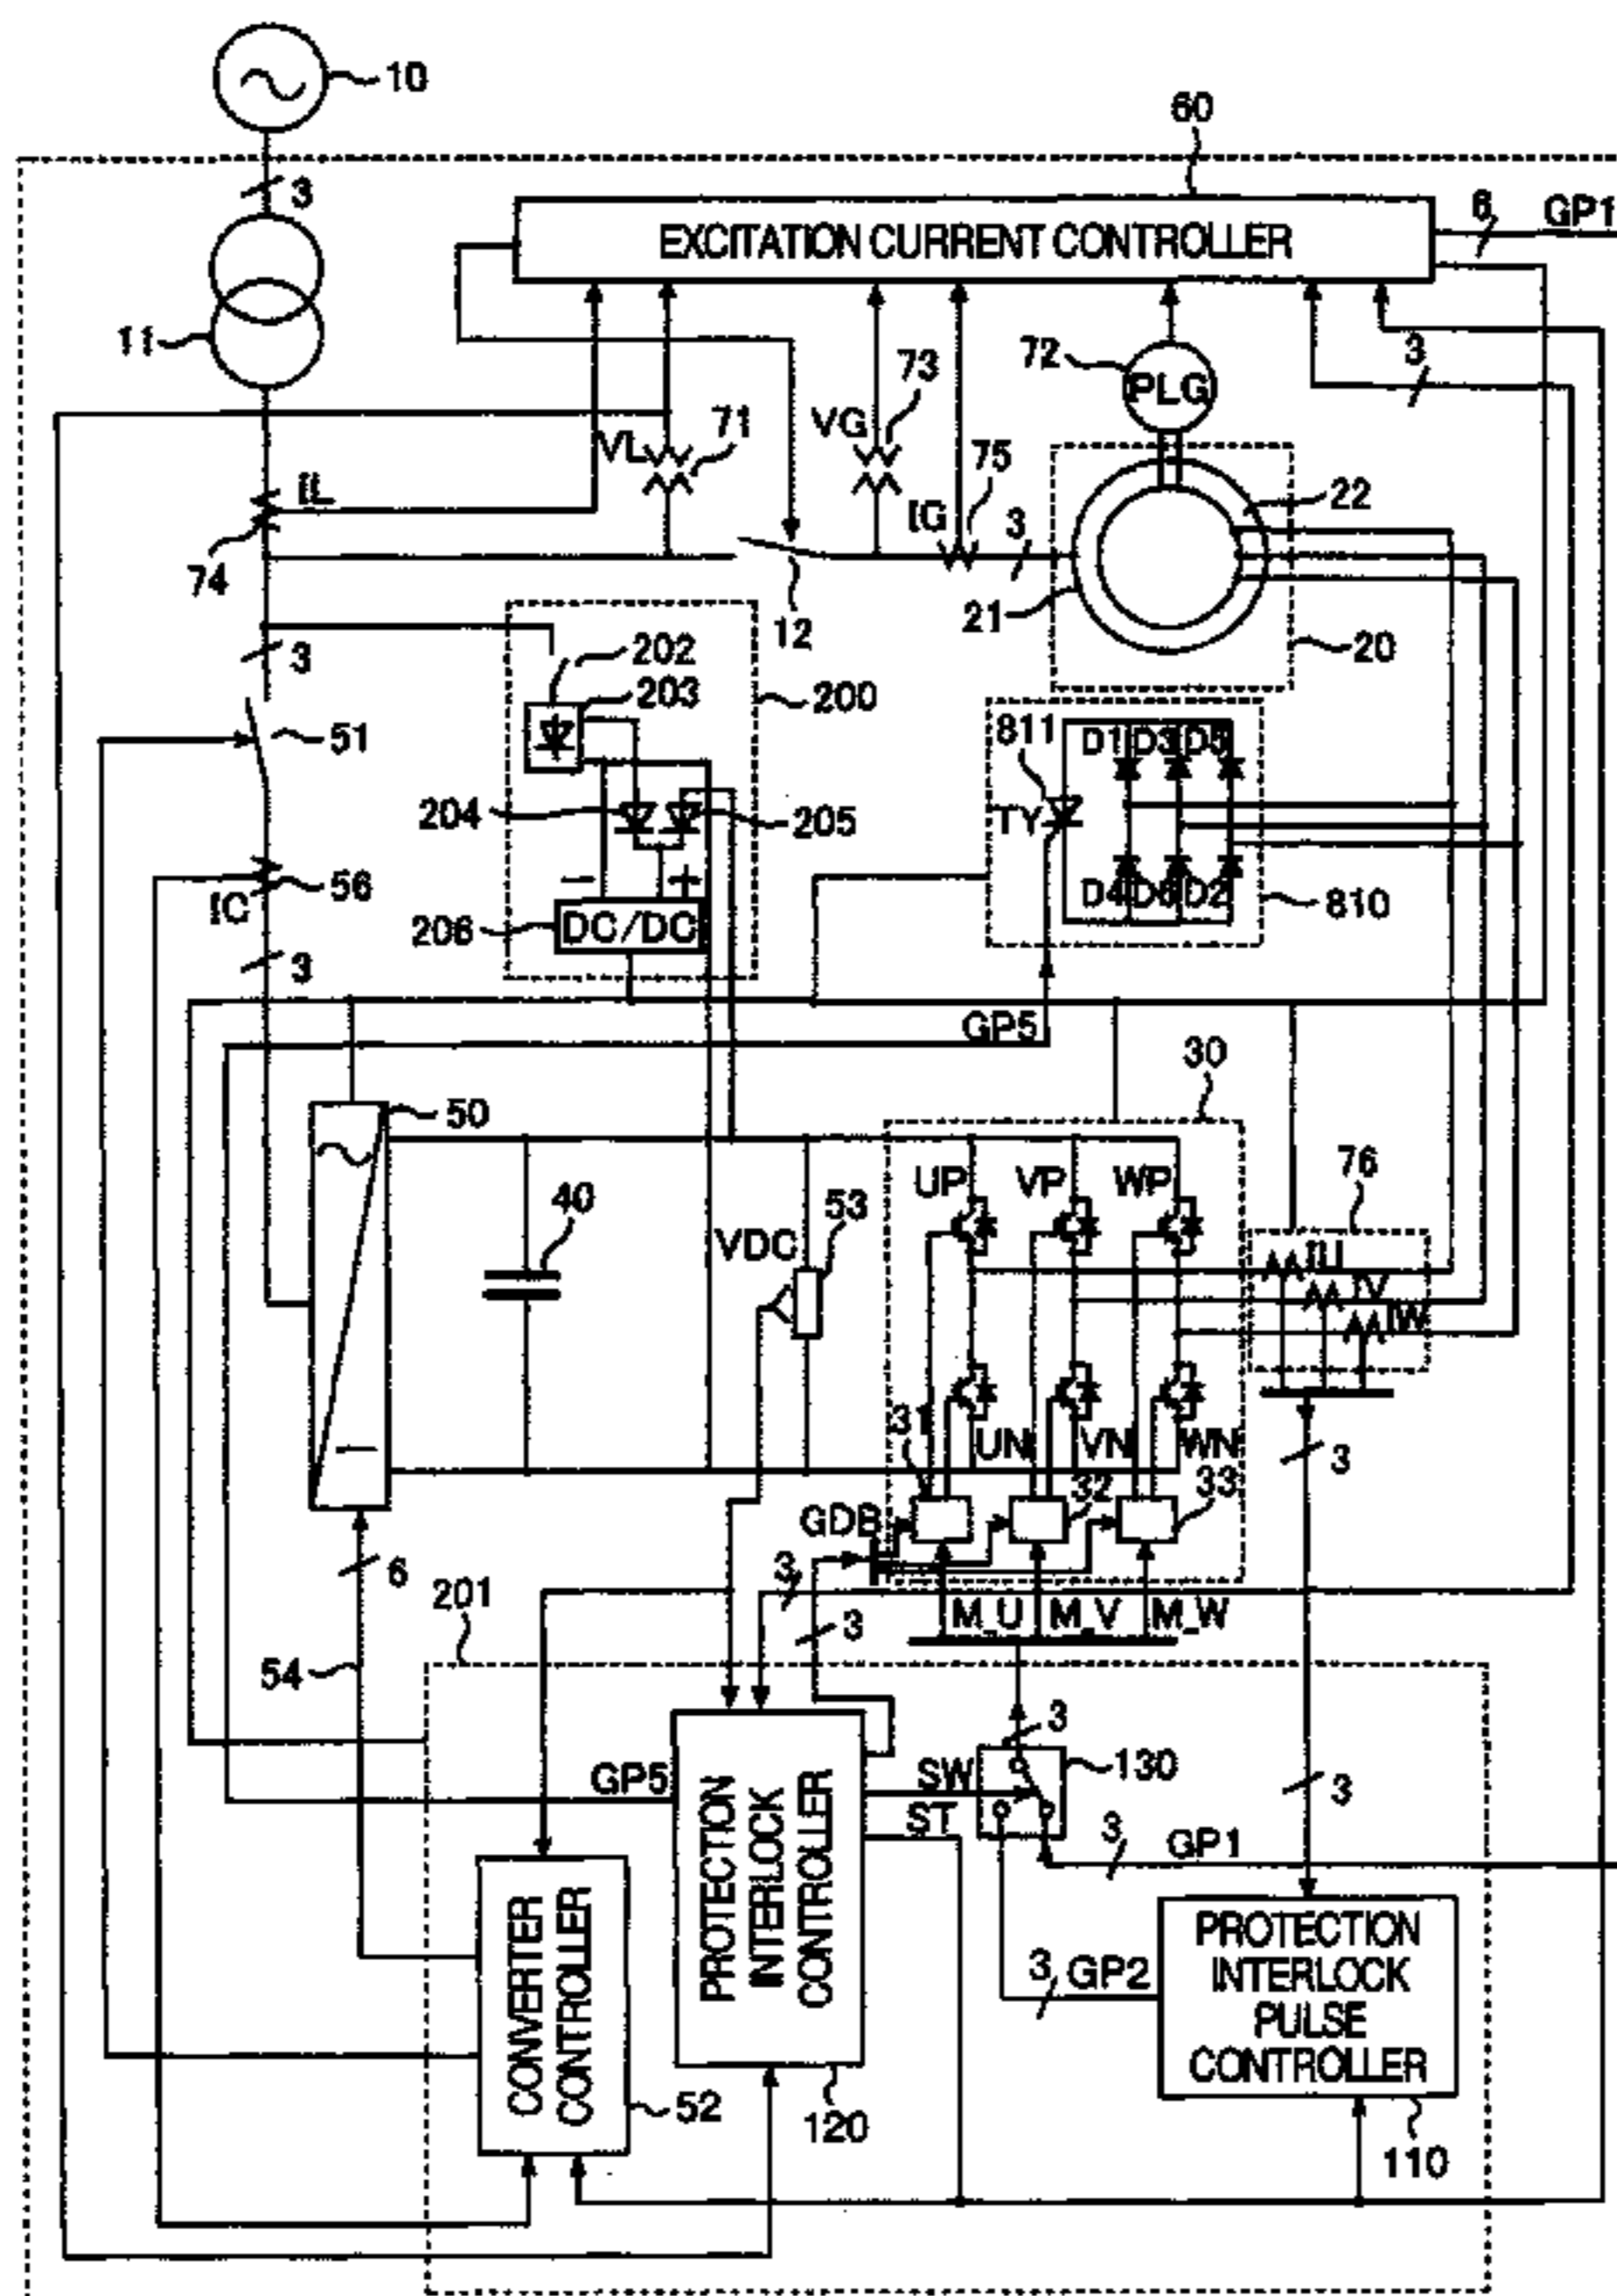 10
60
3
6
GP1
EXCITATION CURRENT CONTROLLER
11
72
3
PLG
73
VG
71
VL
75
IL
IG
22
3
74
21
12
20
3
202
203
200
51
811
D1
D3
D5
204
205
TY
56
IC
D4
D6
D2
810
206
DC/DC
−
+
3
GP5
30
50
UP
VP
WP
76
40
53
VDC
IU
IV
IW
31
UN
VN
WN
3
32
33
GDB
6
3
201
M_U
M_V
M_W
3
54
3
GP5
SW
130
ST
3
3
GP1
PROTECTION
INTERLOCK
CONTROLLER
CONVERTER
CONTROLLER
PROTECTION
INTERLOCK
PULSE
CONTROLLER
3
GP2
52
120
110